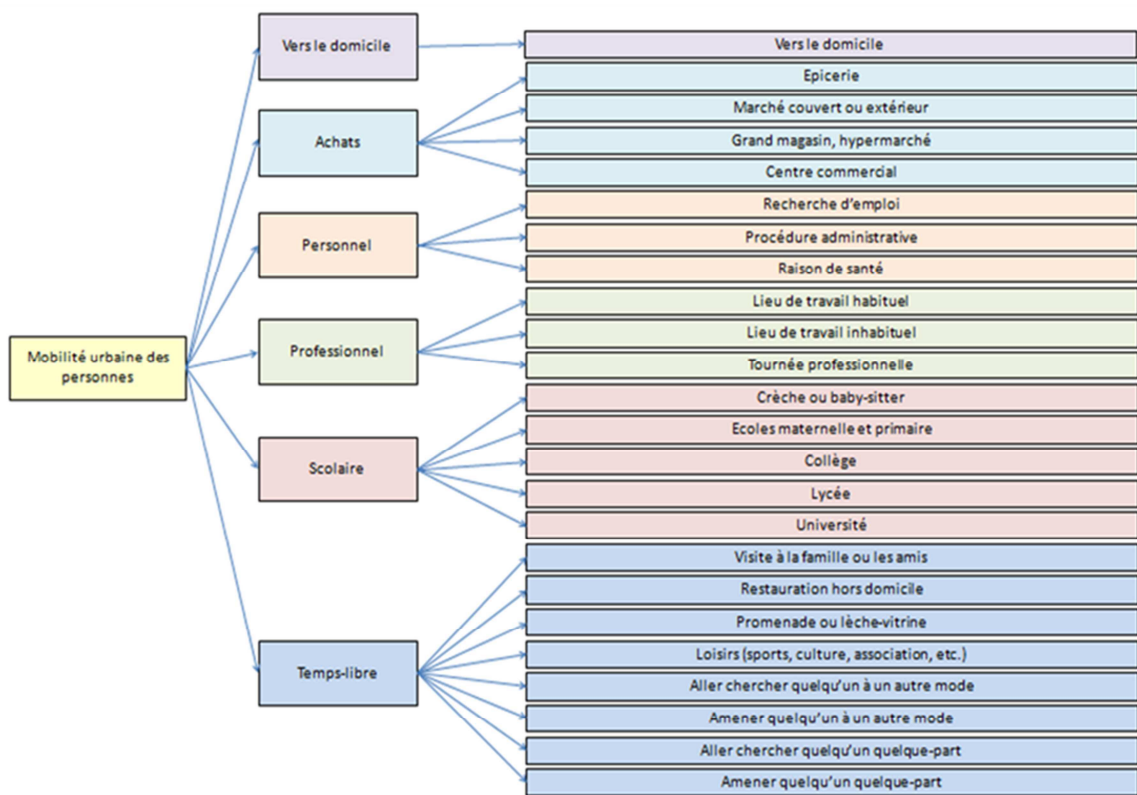 Mobilité urbaine des
personnes
Vers le domicile
Achats
Personnel
Professionnel
Scolaire
Temps-libre
Vers le domicile
Epicerie
Marché couvert ou extérieur
Grand magasin, hypermarché
Centre commercial
Recherche d'emploi
Procédure administrative
Raison de santé
Lieu de travail habituel
Lieu de travail inhabituel
Tournée professionnelle
Crèche ou baby-sitter
Ecoles maternelle et primaire
Collège
Lycée
Université
Visite à la famille ou les amis
Restauration hors domicile
Promenade ou lèche-vitrine
Loisirs (sports, culture, association, etc.)
Aller chercher quelqu'un à un autre mode
Amener quelqu'un à un autre mode
Aller chercher quelqu'un quelque-part
Amener quelqu'un quelque-part